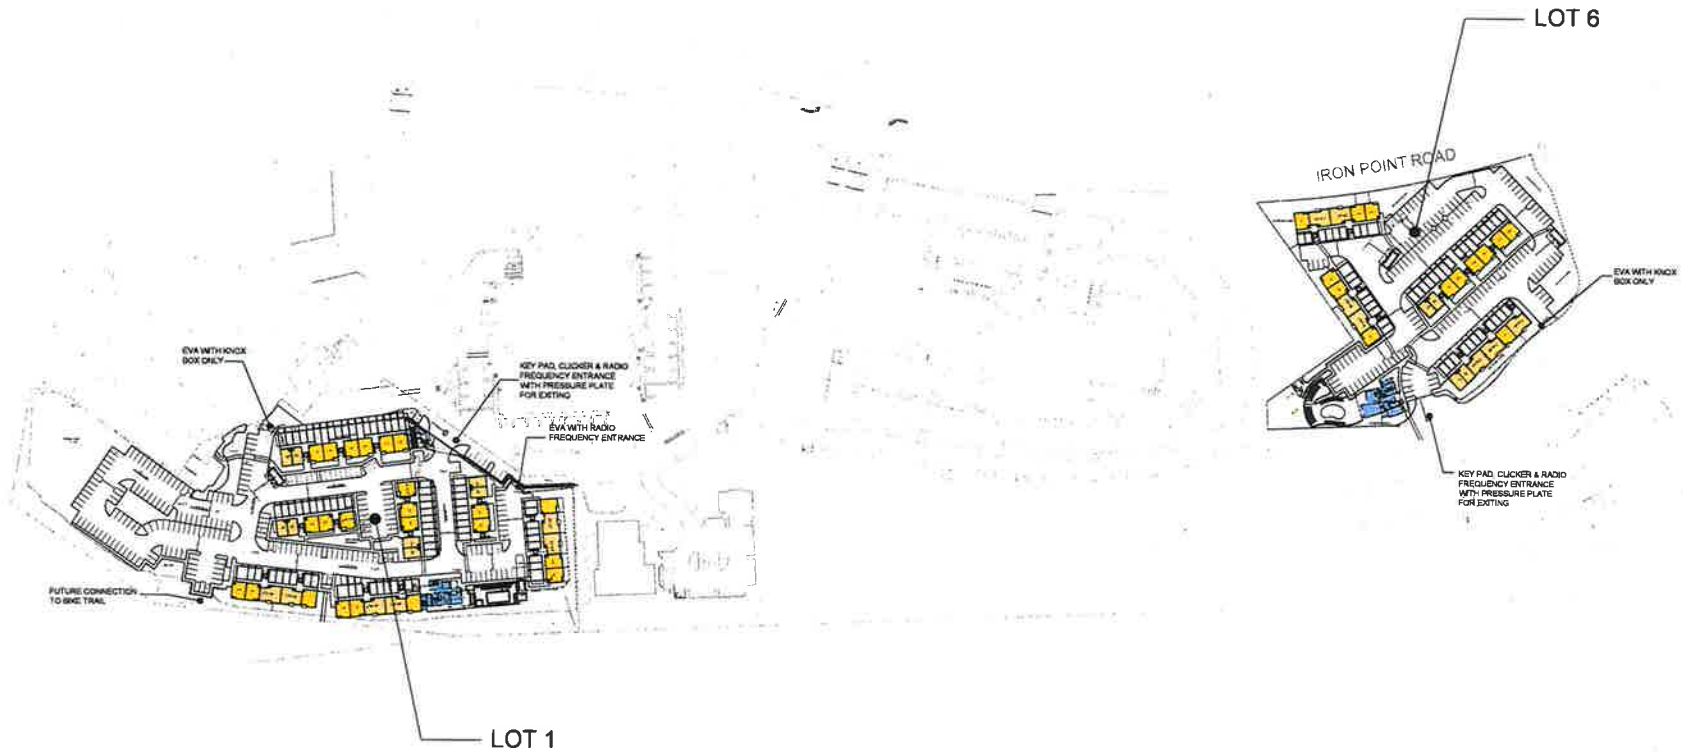 LOT 6
IRON POINT ROAD
EVA WITH KNOX
BOX ONLY
EVA WITH KNOX
BOX ONLY
KEY PAD, CLICKER & RADIO
FREQUENCY ENTRANCE
WITH PRESSURE PLATE
FOR EXITING
EVA WITH RADIO
FREQUENCY ENTRANCE
KEY PAD, CLICKER & RADIO
FREQUENCY ENTRANCE
WITH PRESSURE PLATE
FOR EXITING
FUTURE CONNECTION
TO BIKE TRAIL
LOT 1